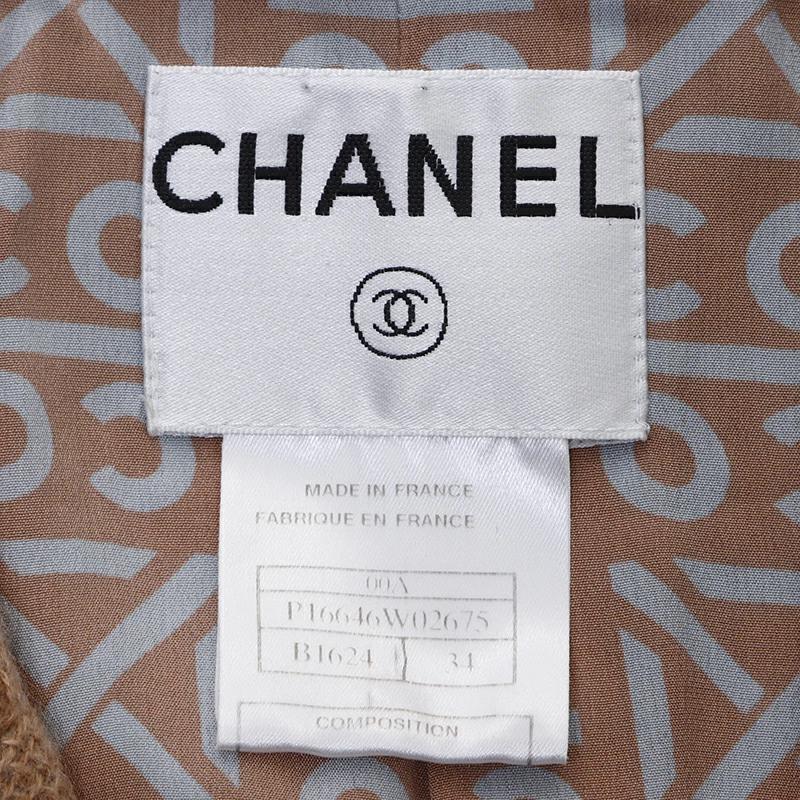 CHANEL
MADE IN FRANCE
FABRIQUE EN FRANCE
00A
P16646W02675
B1624 34
COMPOSITION